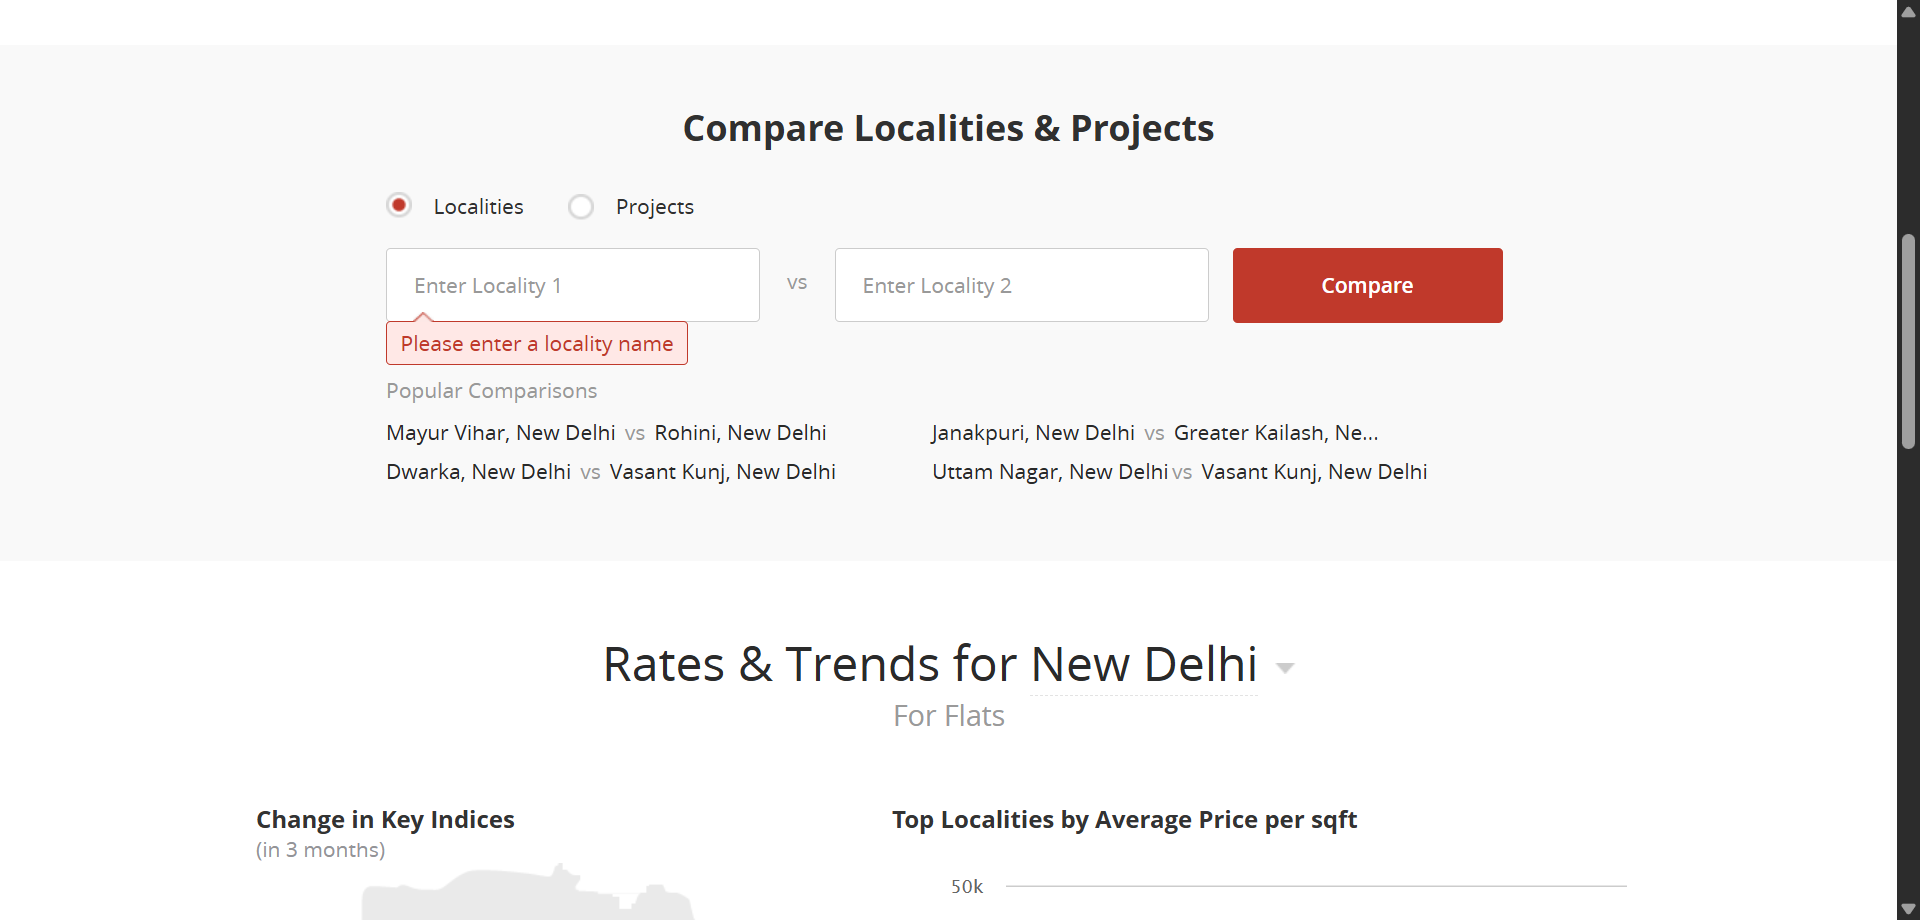 Compare Localities & Projects
Localities
Projects
Enter Locality 1
vs
Enter Locality 2
Compare
Please enter a locality name
Popular Comparisons
Mayur Vihar, New Delhi vs Rohini, New Delhi
Janakpuri, New Delhi vs Greater Kailash, Ne...
Dwarka, New Delhi vs Vasant Kunj, New Delhi
Uttam Nagar, New Delhi vs Vasant Kunj, New Delhi
Rates & Trends for New Delhi
For Flats
Change in Key Indices
(in 3 months)
Top Localities by Average Price per sqft
50k